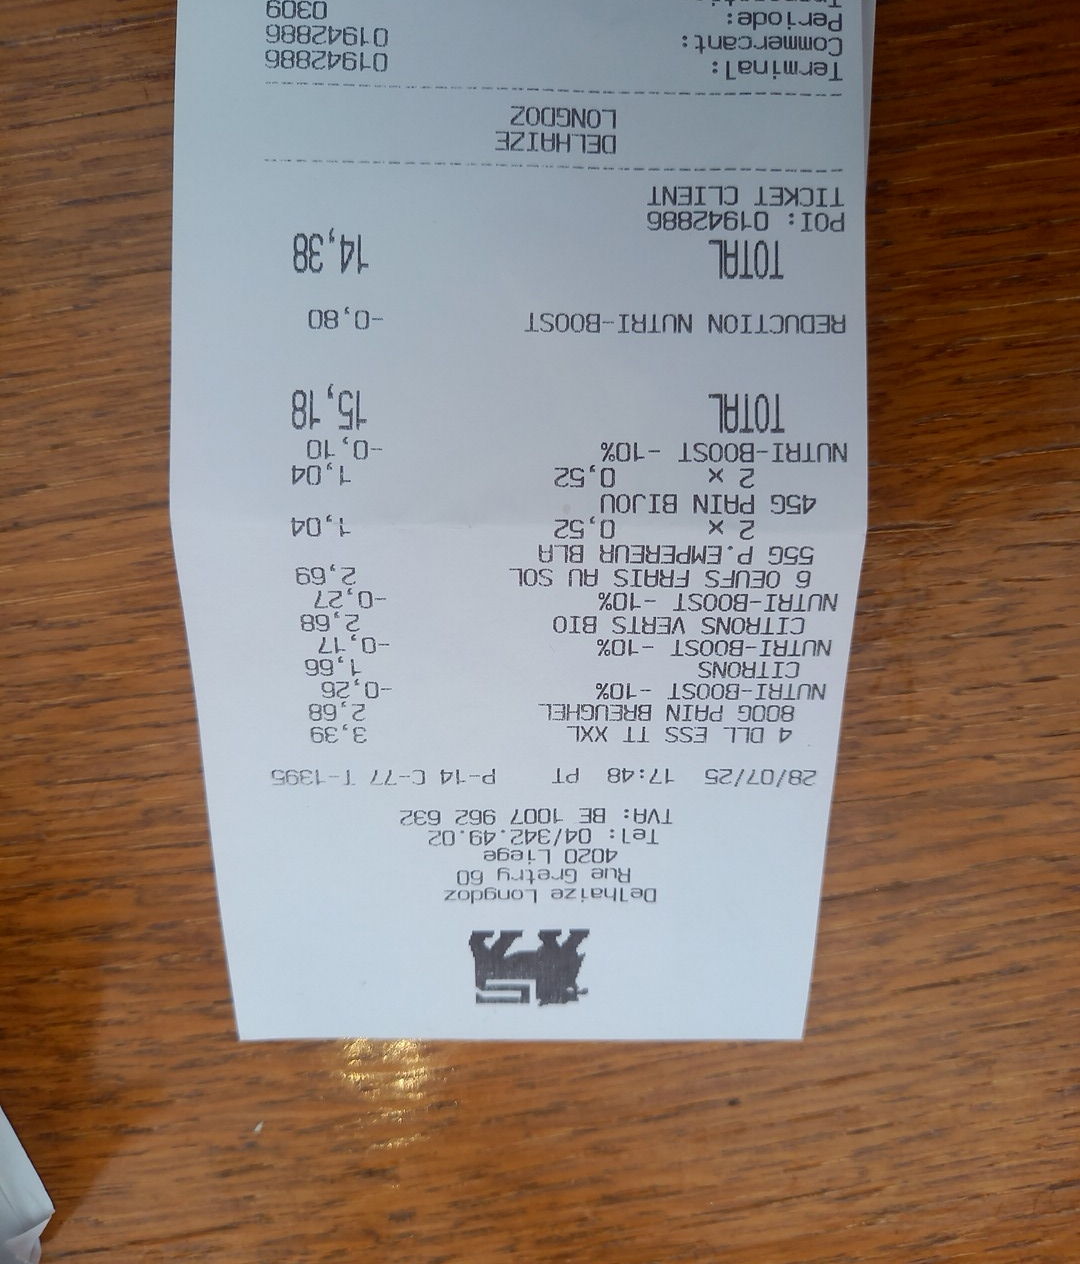 Delhaize Longdoz
Rue Gretry 60
4020 Liege
Tel: 04/342.49.02
TVA: BE 1007 962 632
28/07/25 17:48 PT P-14 C-77 T-1395
4 DLL ESS TT XXL 3,39
800G PAIN BREUGHEL 2,68
NUTRI-BOOST -10% -0,26
CITRONS 1,66
NUTRI-BOOST -10% -0,17
CITRONS VERTS BIO 2,68
NUTRI-BOOST -10% -0,27
6 OEUFS FRAIS AU SOL 2,69
55G P.EMPEREUR BLA
2 x 0,52 1,04
45G PAIN BIJOU
2 x 0,52 1,04
NUTRI-BOOST -10% -0,10
TOTAL 15,18
REDUCTION NUTRI-BOOST -0,80
TOTAL 14,38
POI: 01942886
TICKET CLIENT
DELHAIZE
LONGDOZ
Terminal: 01942886
Commercant: 01942886
Periode: 0309